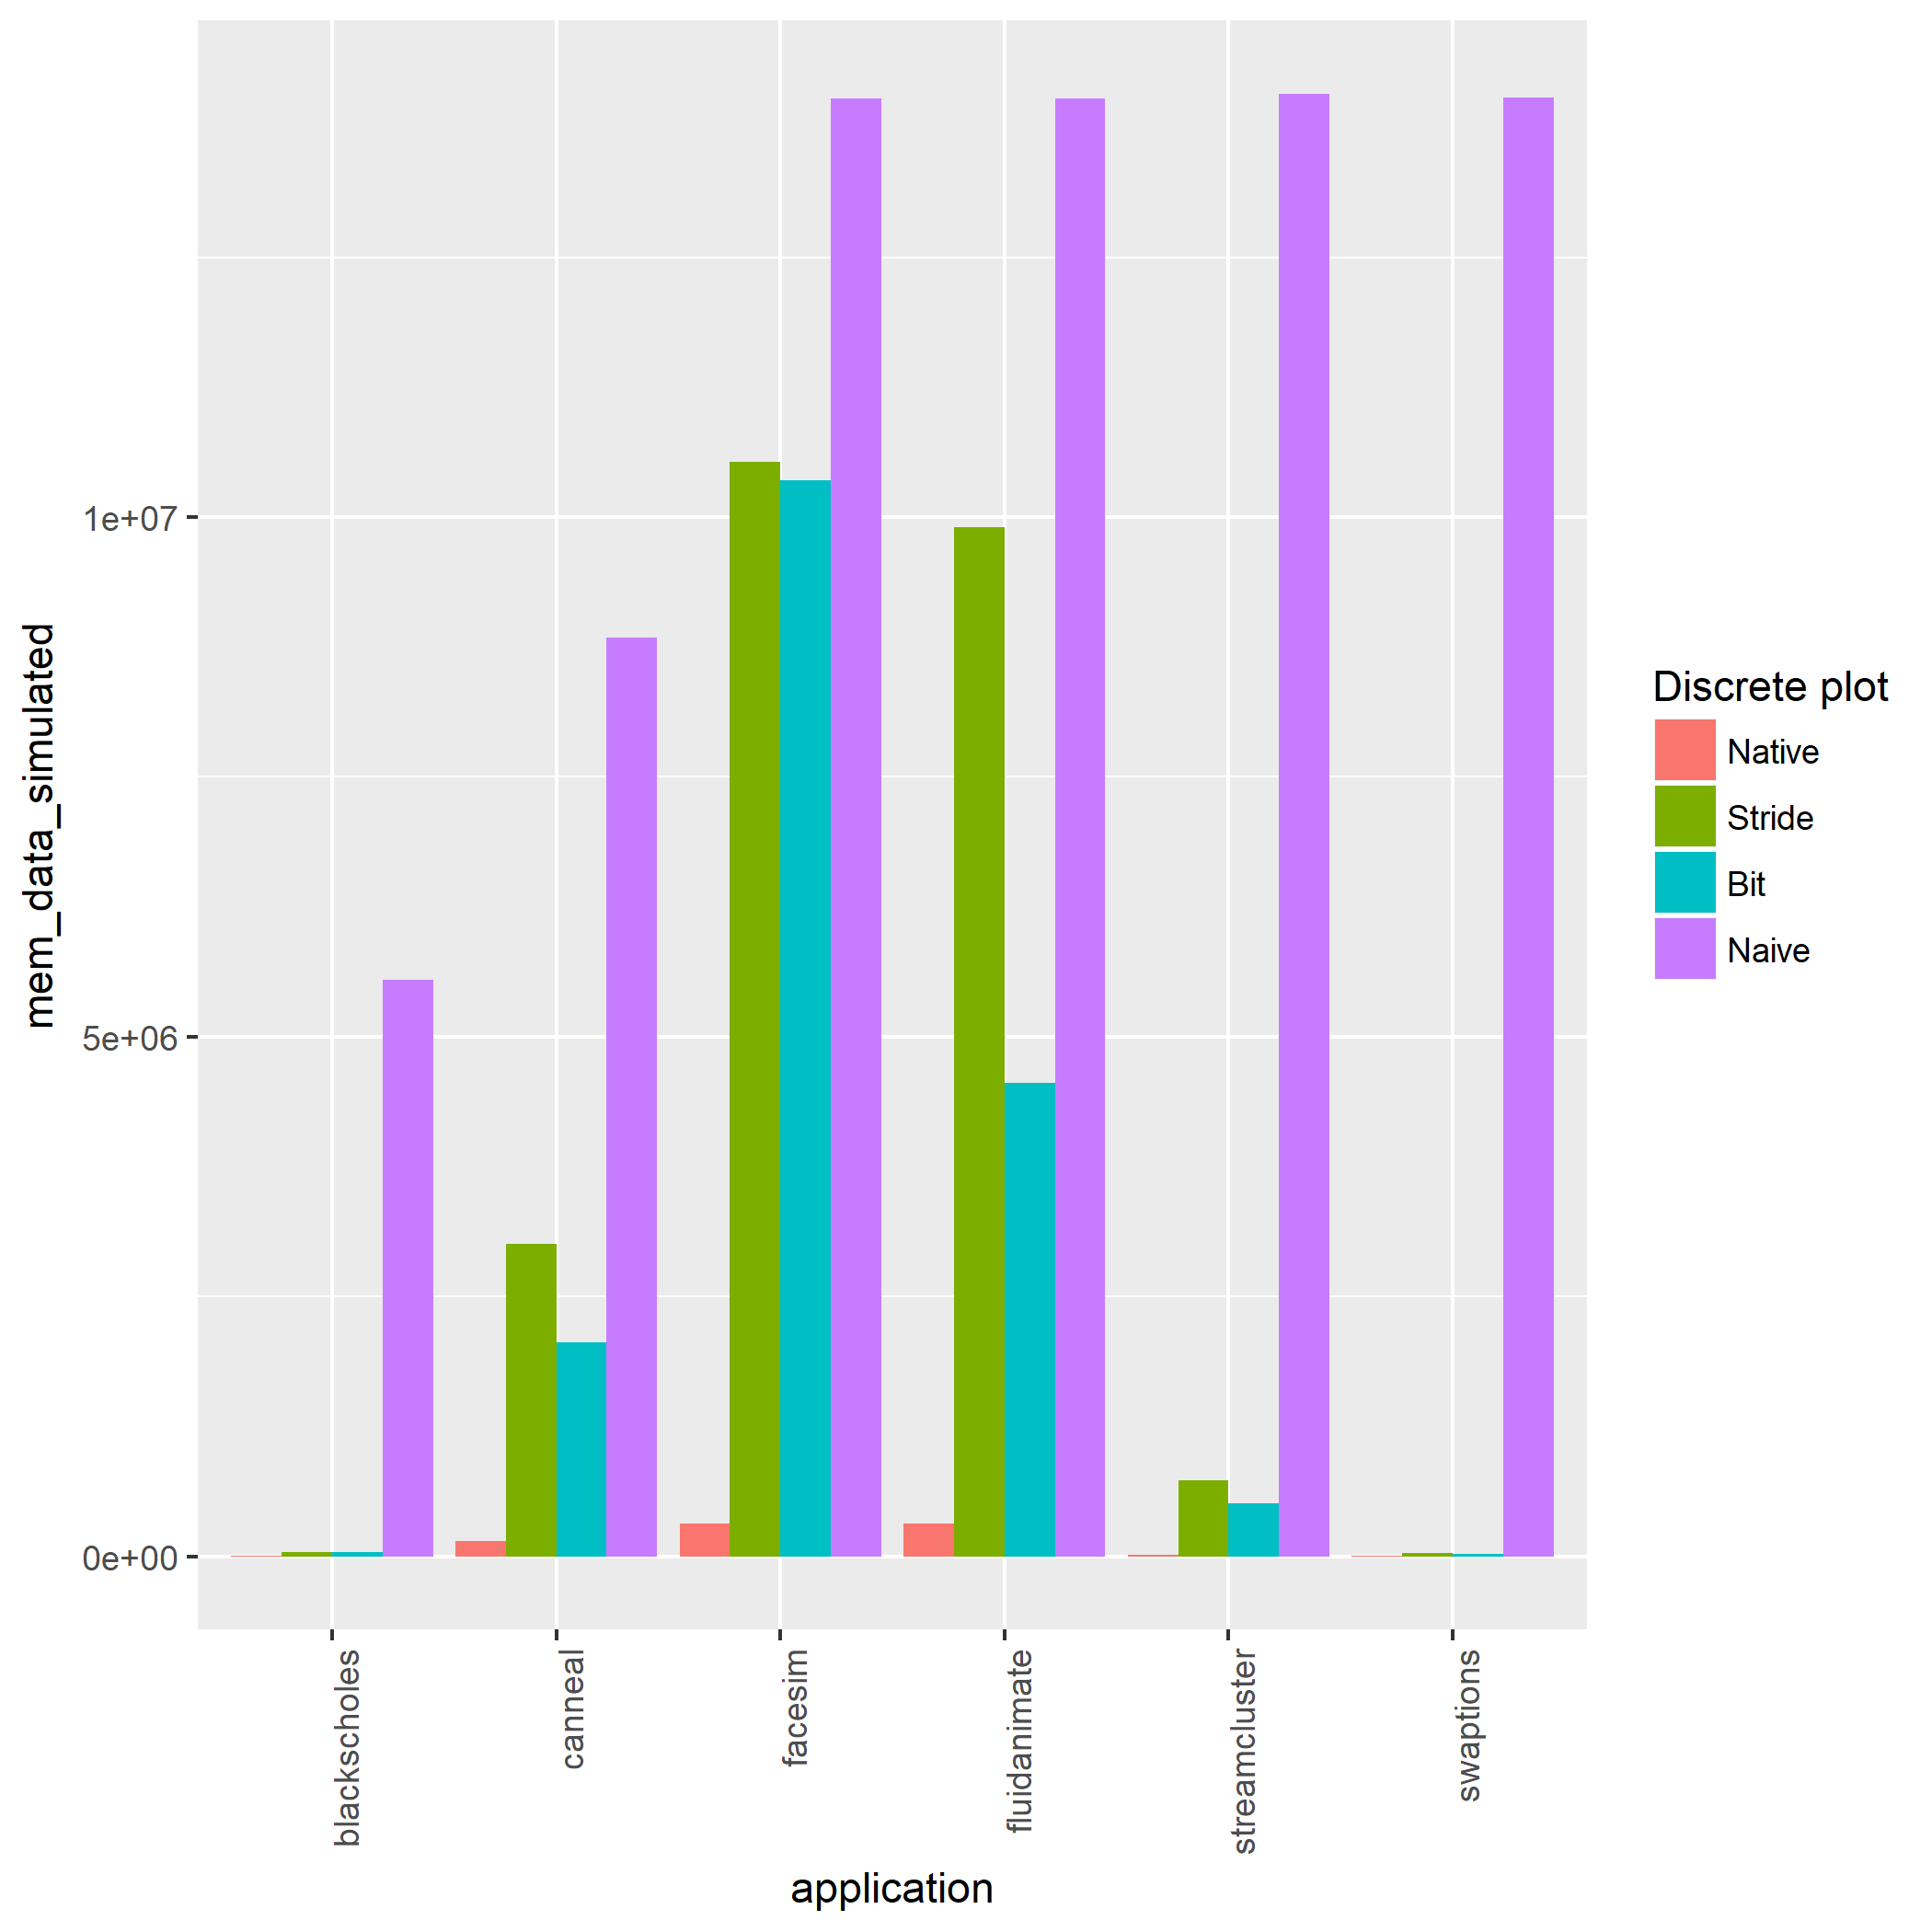 mem_data_simulated
1e+07
5e+06
0e+00
blackscholes
canneal
facesim
fluidanimate
streamcluster
swaptions
application
Discrete plot
Native
Stride
Bit
Naive